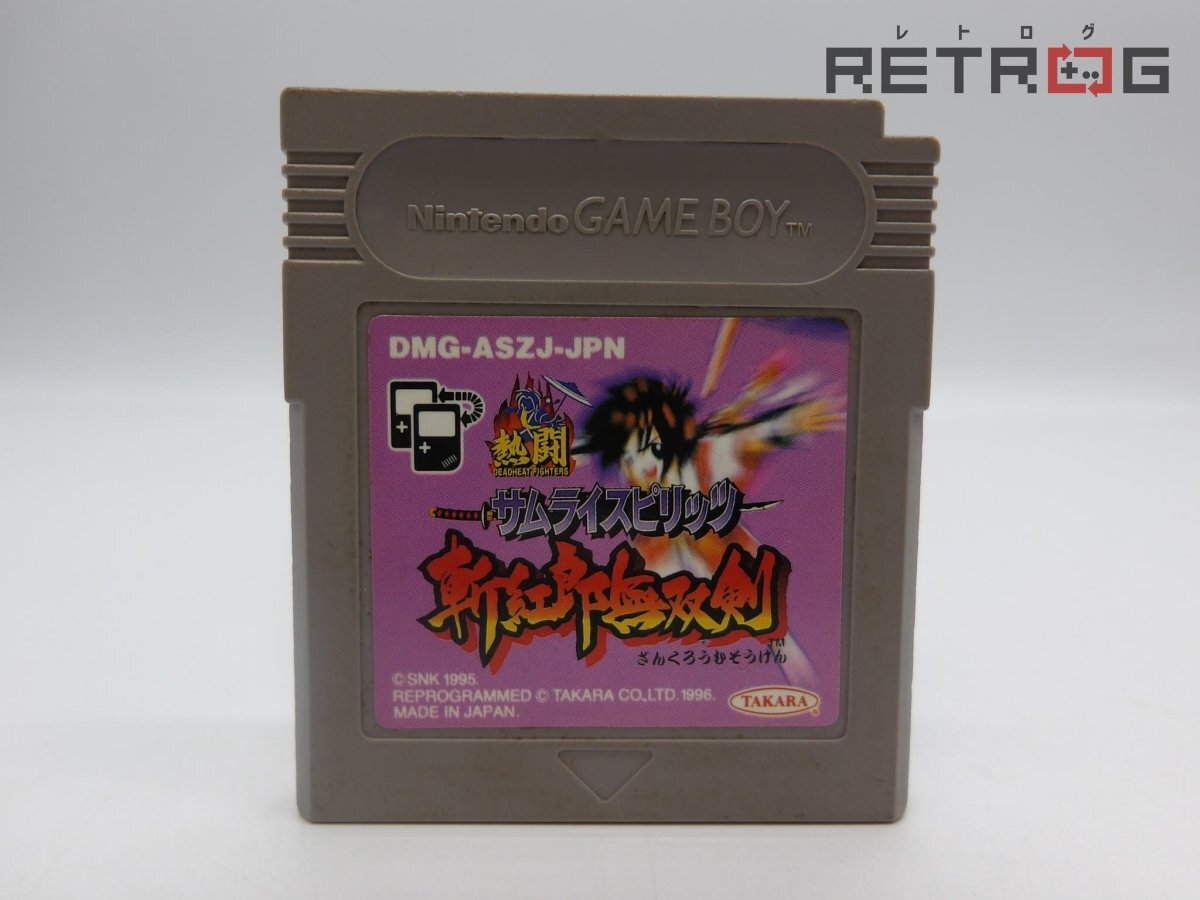 レトログ
RETROG
Nintendo GAME BOY™
DMG-ASZJ-JPN
熱闘
DEADHEAT FIGHTERS
サムライスピリッツ
斬紅郎無双剣
TM
ざんくろうむそうけん
©SNK 1995.
REPROGRAMMED © TAKARA CO.,LTD. 1996.
MADE IN JAPAN.
TAKARA®